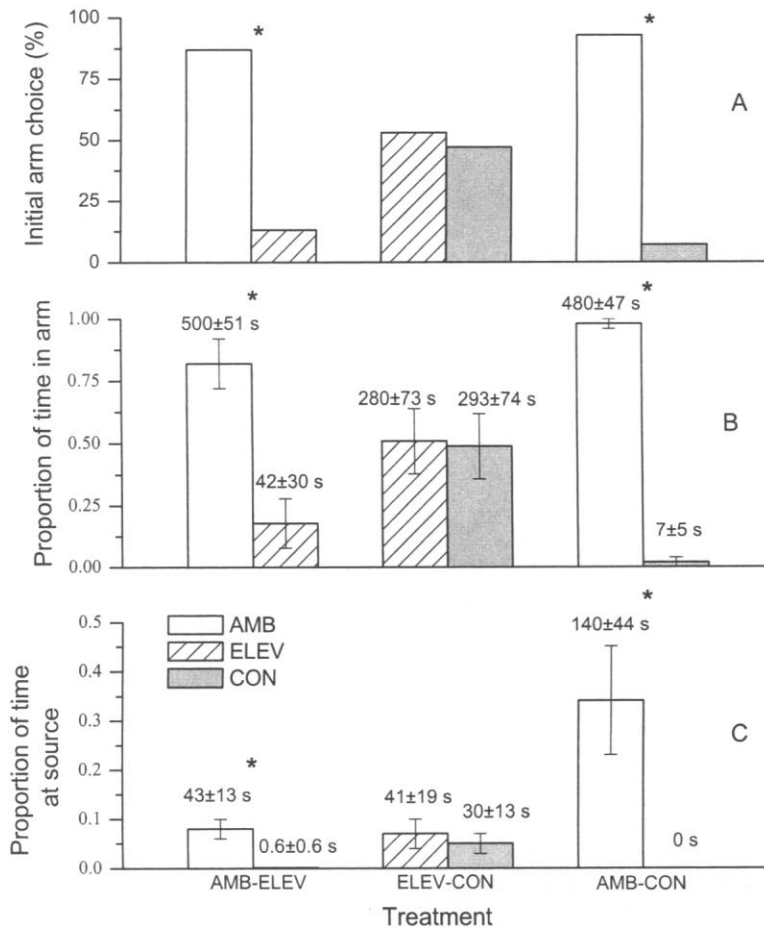 Initial arm choice (%)
100
75
50
25
0
*
*
A
Proportion of time in arm
1.00
0.75
0.50
0.25
0.00
*
500±51 s
42±30 s
280±73 s
293±74 s
*
480±47 s
7±5 s
B
Proportion of time
at source
0.5
0.4
0.3
0.2
0.1
0.0
AMB
ELEV
CON
*
43±13 s
0.6±0.6 s
41±19 s
30±13 s
*
140±44 s
0 s
C
AMB-ELEV
ELEV-CON
AMB-CON
Treatment